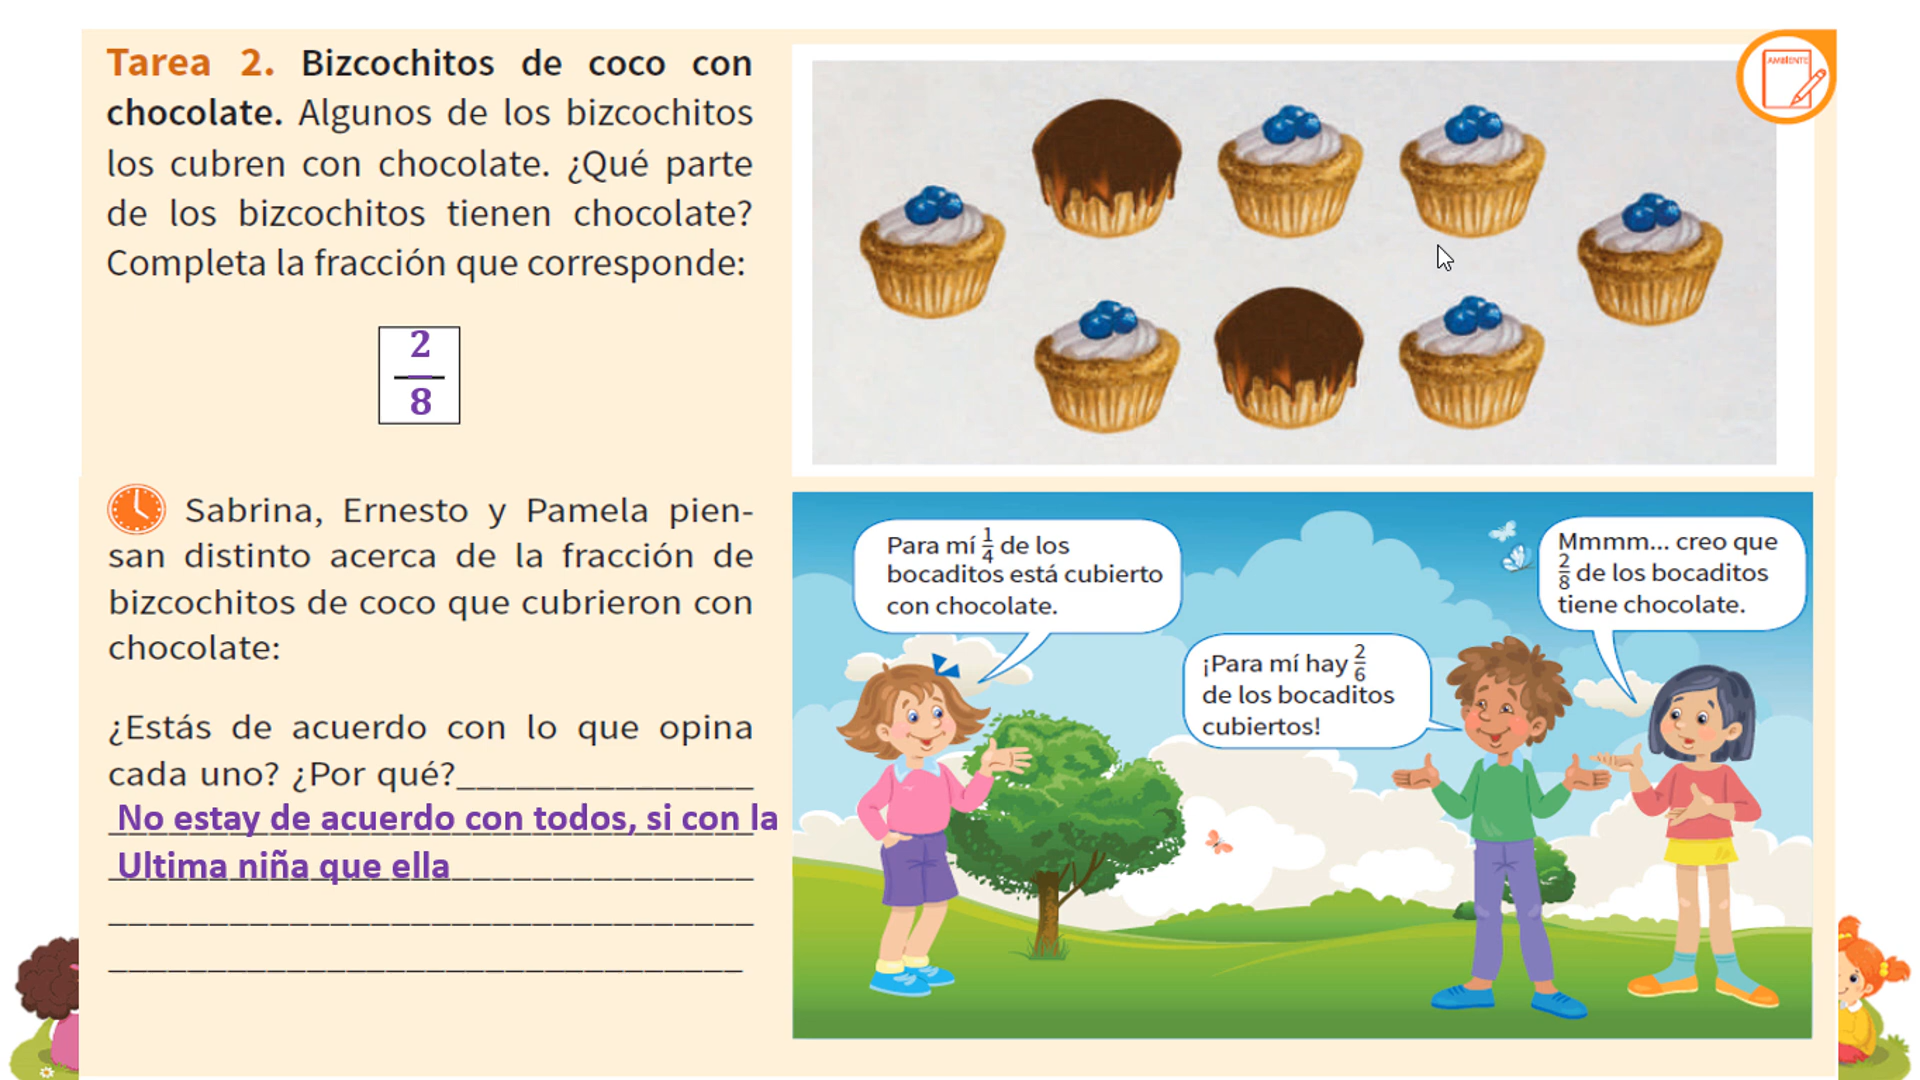 Tarea 2. Bizcochitos de coco con
chocolate. Algunos de los bizcochitos
los cubren con chocolate. ¿Qué parte
de los bizcochitos tienen chocolate?
Completa la fracción que corresponde:
2
8
Sabrina, Ernesto y Pamela pien-
san distinto acerca de la fracción de
bizcochitos de coco que cubrieron con
chocolate:
¿Estás de acuerdo con lo que opina
cada uno? ¿Por qué?_______________
No estay de acuerdo con todos, si con la
Ultima niña que ella
AMBIENTE
Para mí 1/4 de los
bocaditos está cubierto
con chocolate.
¡Para mí hay 2/6
de los bocaditos
cubiertos!
Mmmm... creo que
2/8 de los bocaditos
tiene chocolate.